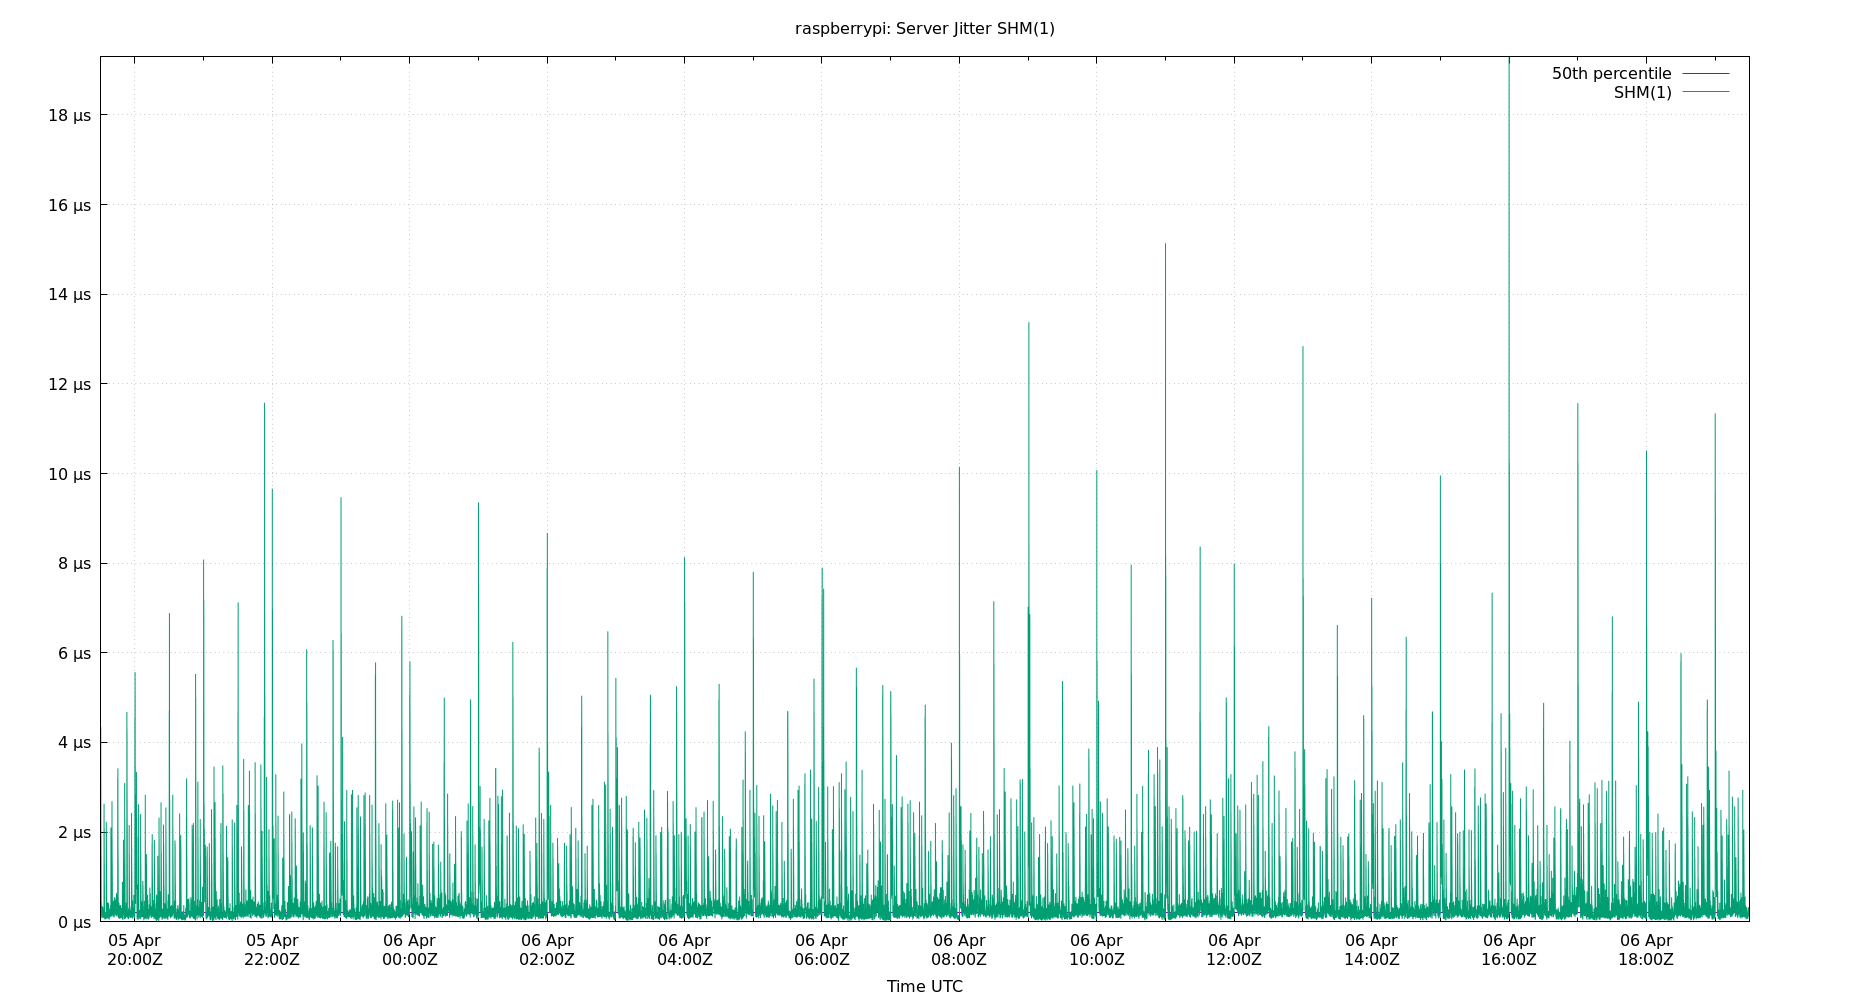 raspberrypi: Server Jitter SHM(1)
50th percentile
SHM(1)
18 µs
16 µs
14 µs
12 µs
10 µs
8 µs
6 µs
4 µs
2 µs
0 µs
05 Apr 05 Apr 06 Apr 06 Apr 06 Apr 06 Apr 06 Apr 06 Apr 06 Apr 06 Apr 06 Apr 06 Apr
20:00Z 22:00Z 00:00Z 02:00Z 04:00Z 06:00Z 08:00Z 10:00Z 12:00Z 14:00Z 16:00Z 18:00Z
Time UTC